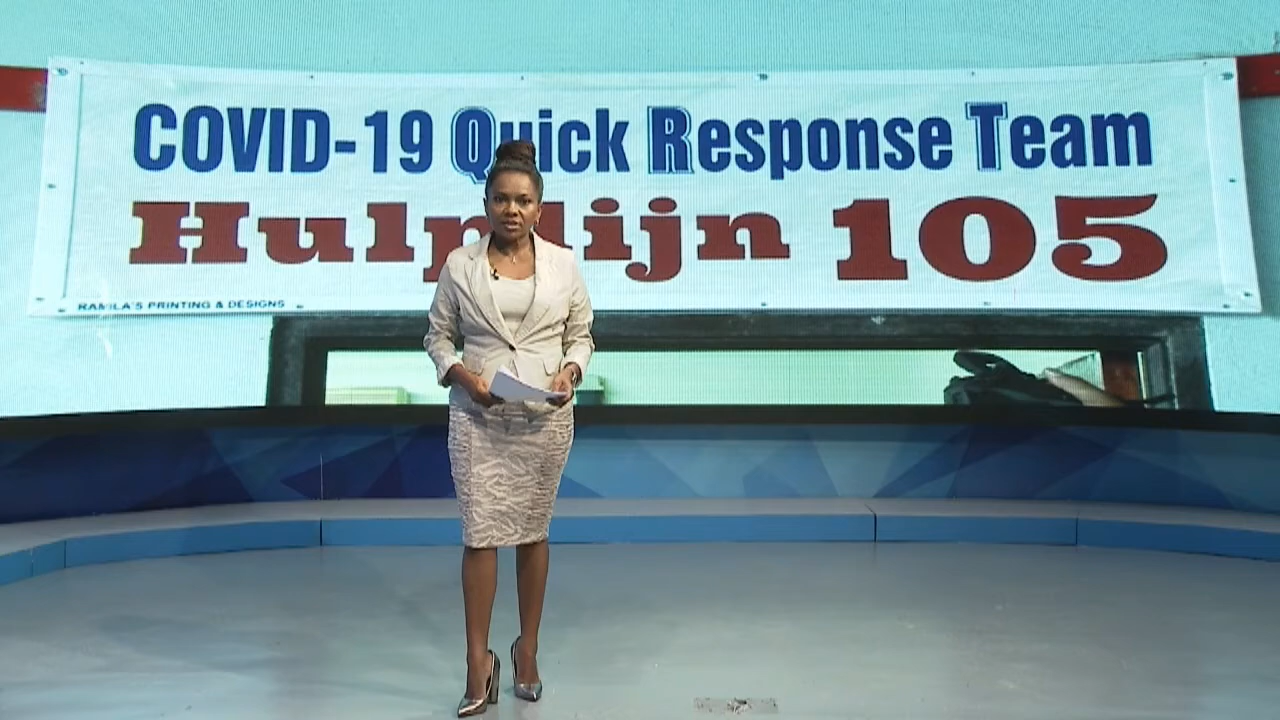 COVID-19 Quick Response Team
Hulplijn 105
RAMILA'S PRINTING & DESIGNS